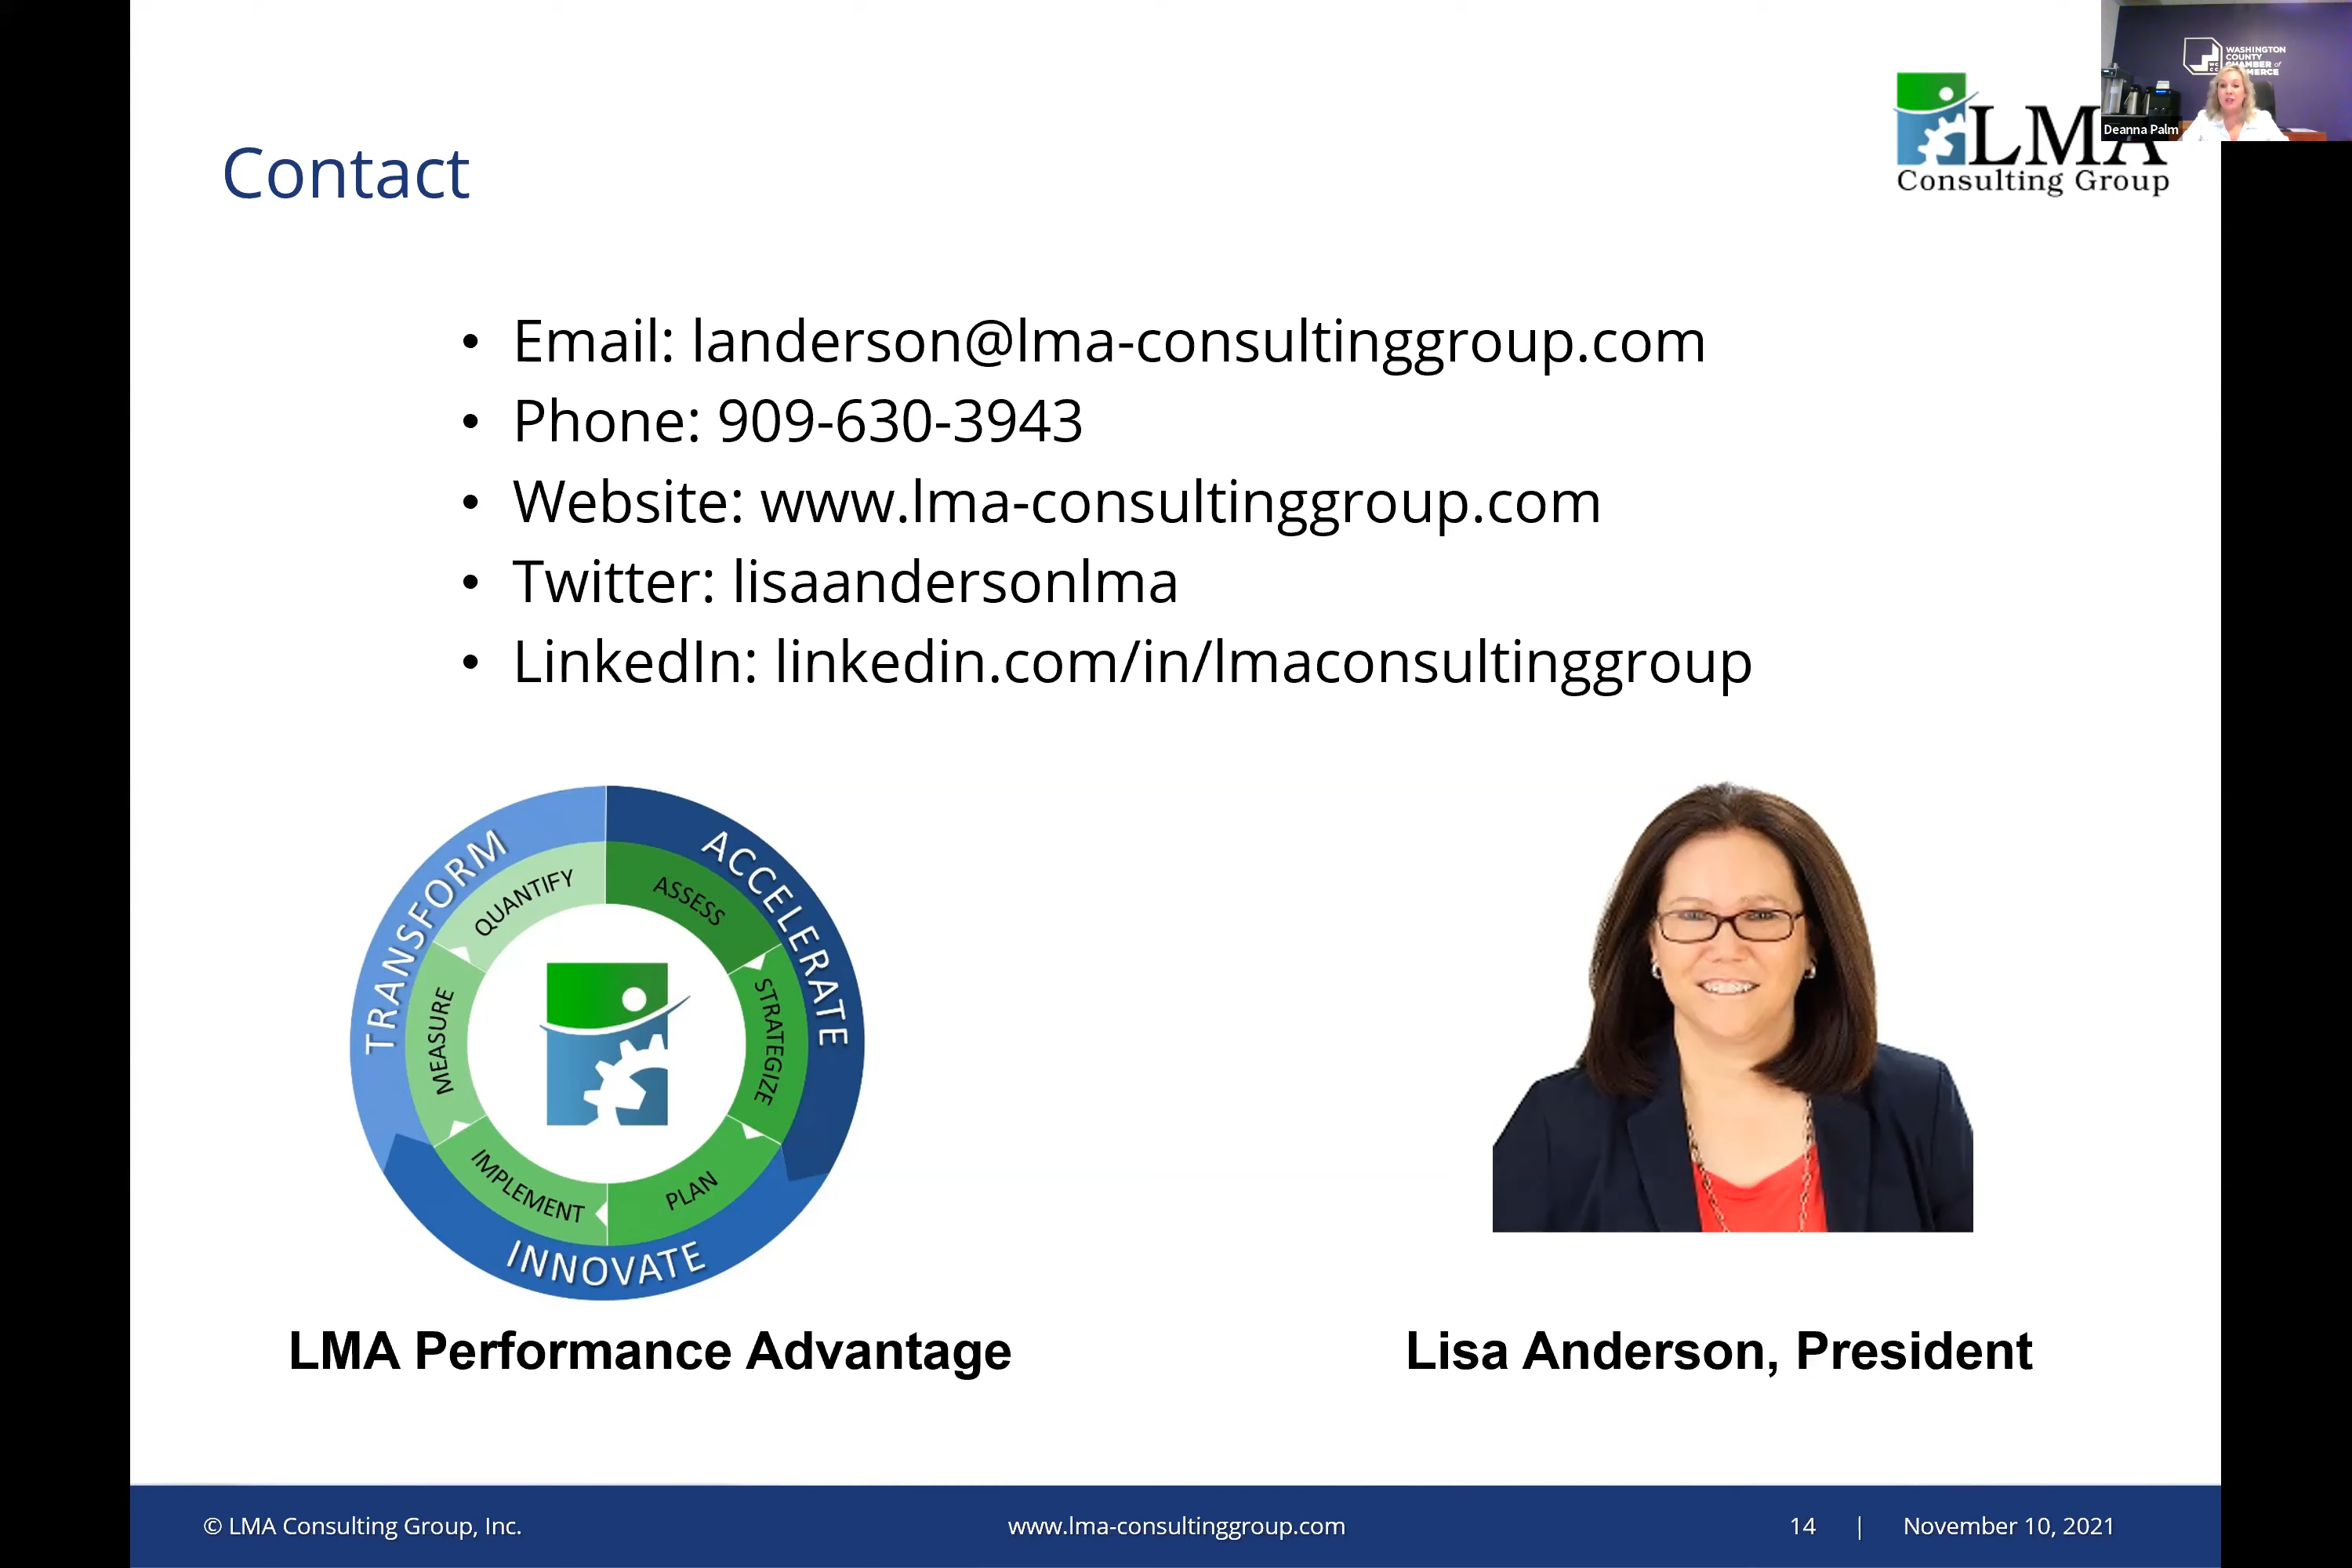 WASHINGTON
COUNTY
CHAMBER of
Deanna Palm
LMA
Consulting Group
Contact
• Email: landerson@lma-consultinggroup.com
• Phone: 909-630-3943
• Website: www.lma-consultinggroup.com
• Twitter: lisaandersonlma
• LinkedIn: linkedin.com/in/lmaconsultinggroup
TRANSFORM
ACCELERATE
INNOVATE
QUANTIFY
ASSESS
STRATEGIZE
PLAN
IMPLEMENT
MEASURE
LMA Performance Advantage
Lisa Anderson, President
© LMA Consulting Group, Inc.
www.lma-consultinggroup.com
14 | November 10, 2021